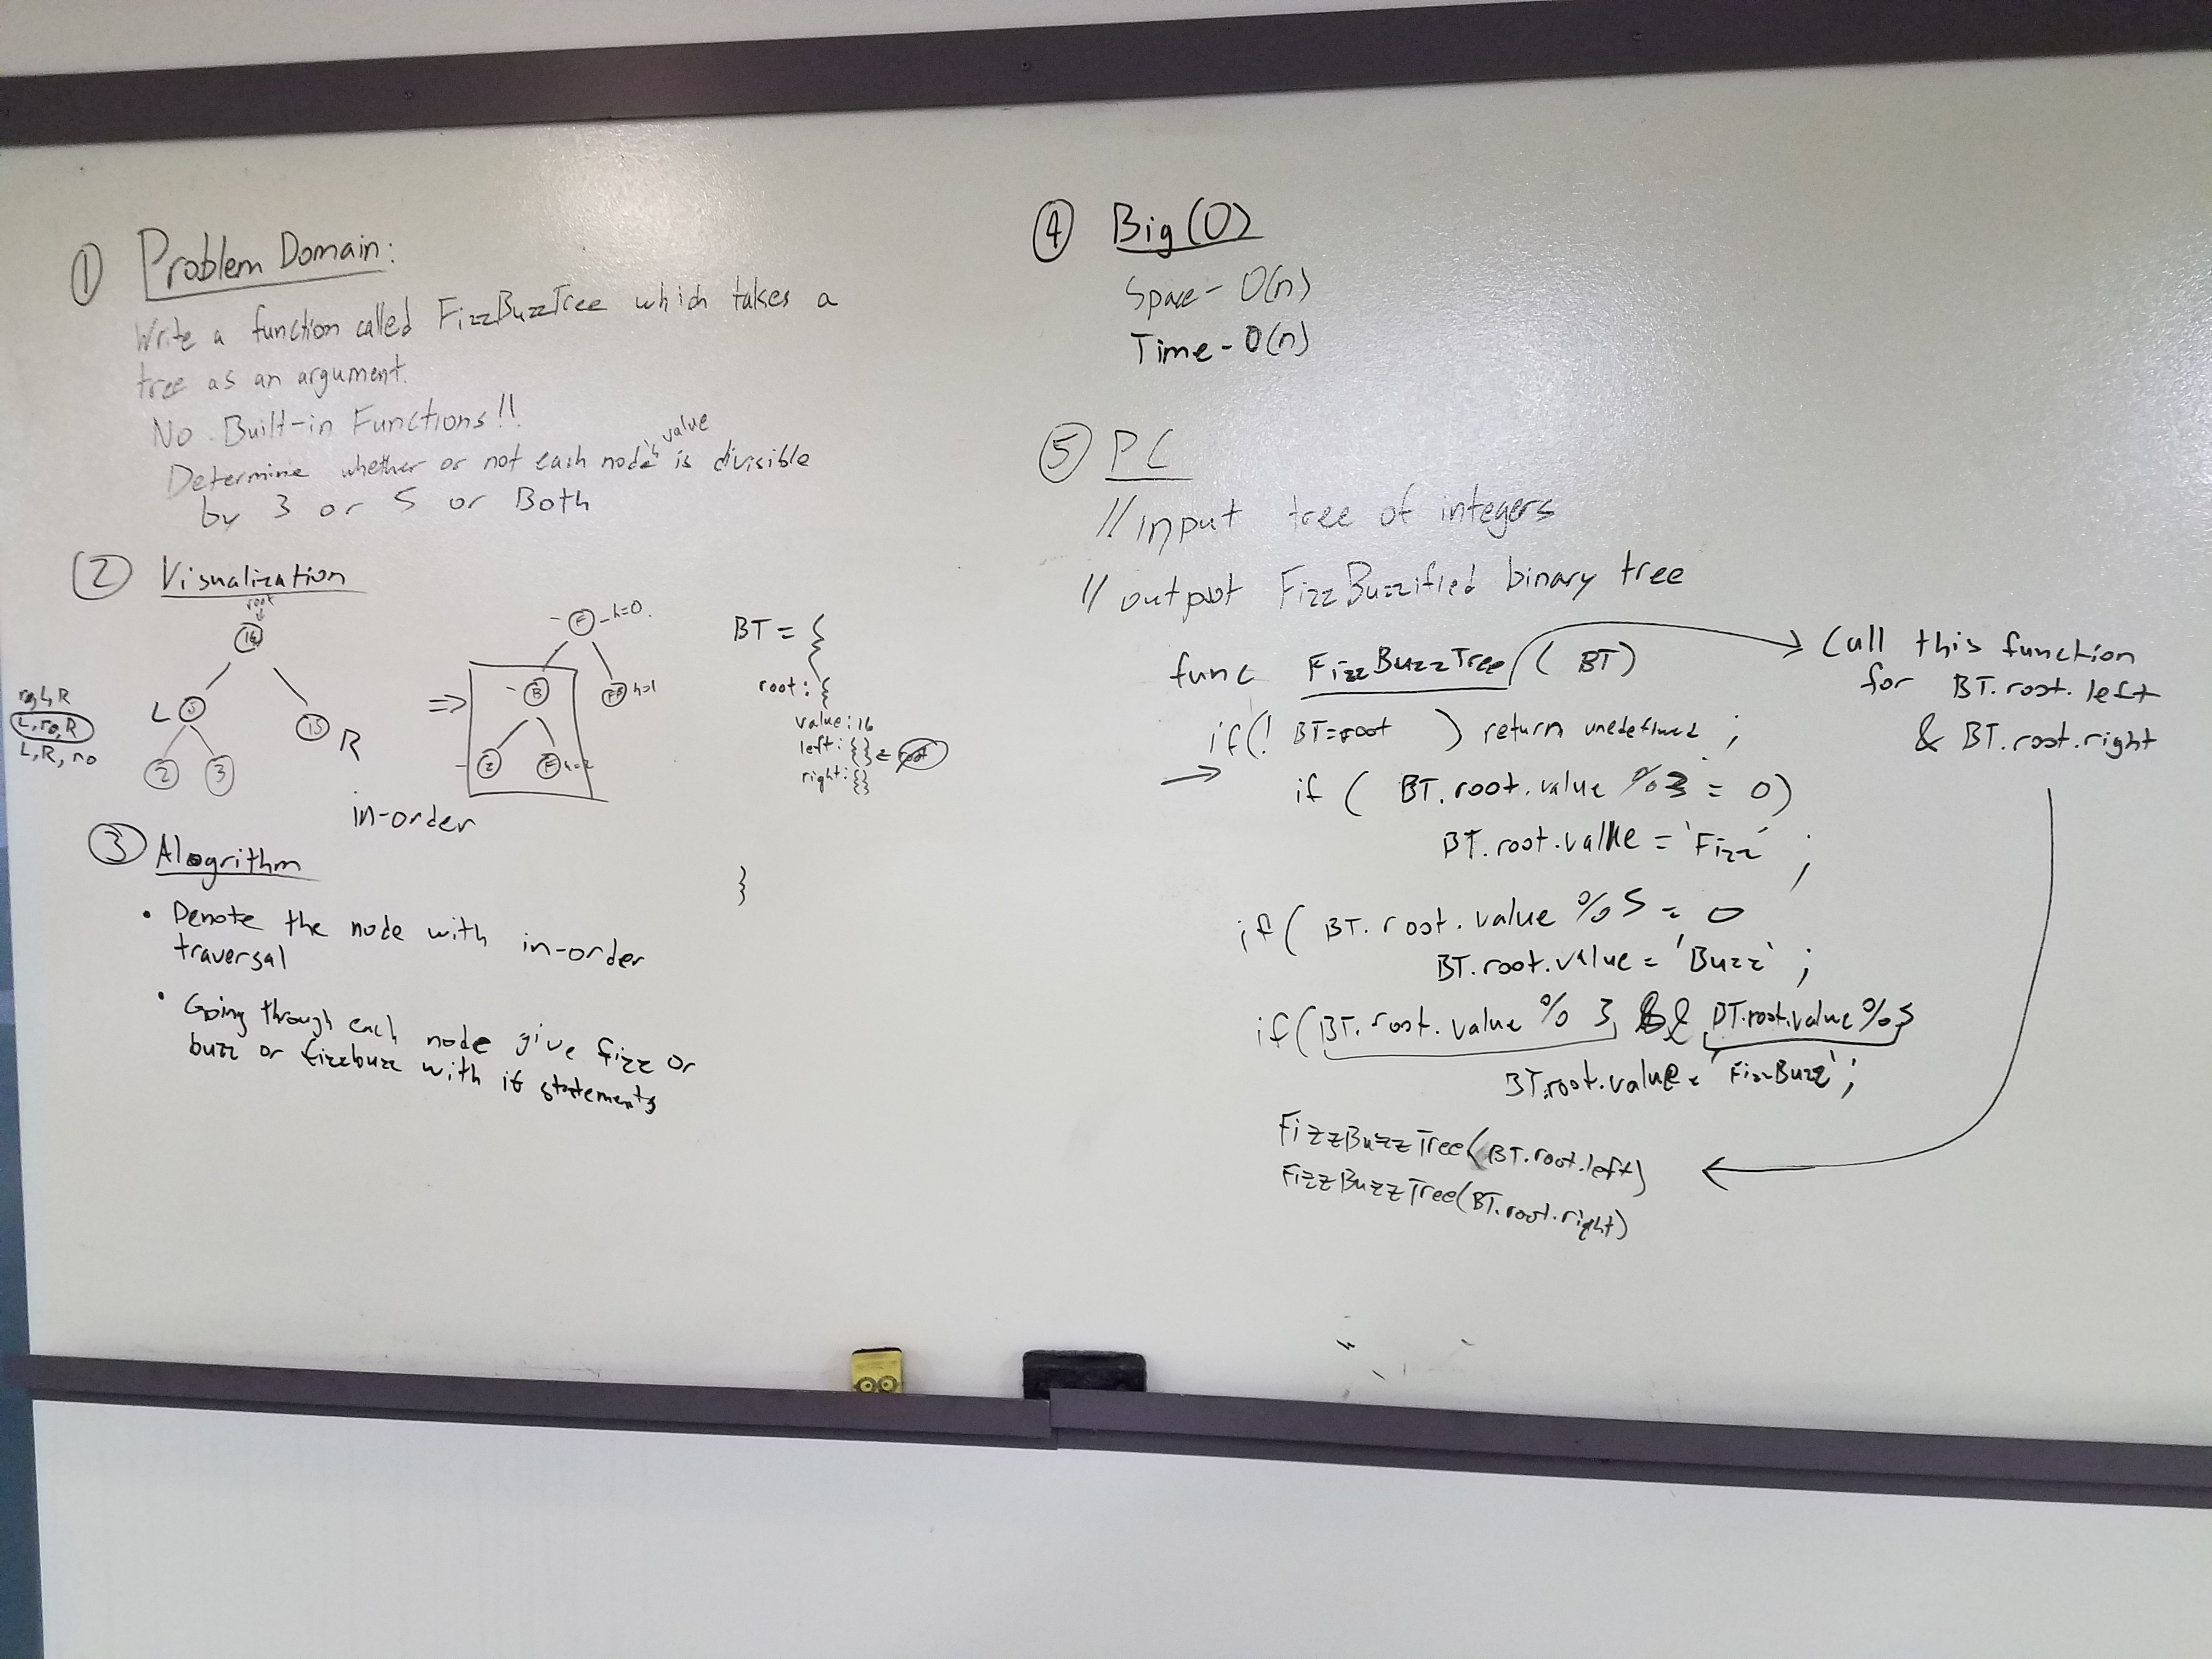 1 Problem Domain:
Write a function called FizzBuzzTree which takes a
tree as an argument.
No Built-in Functions!!
Determine whether or not each node's value is divisible
by 3 or 5 or Both
2 Visualization
root
L 5
15 R
2 3
L, ro, R
L, R, ro
in-order
⇒
F - h=0.
B
FB h=1
2
F h=2
BT = {
root: {
value: 16
left: { } ←
right: { }
}
3 Alogrithm
• Denote the node with in-order
traversal
• Going through each node give fizz or
buzz or fizzbuzz with if statements
4 Big(O)
Space - O(n)
Time - O(n)
5 PC
// input tree of integers
// output FizzBuzzified binary tree
func FizzBuzzTree ( BT)
Call this function
for BT.root.left
& BT.root.right
if(! BT=root ) return unedefined ;
→ if ( BT.root.value %3 = 0)
BT.root.value = 'Fizz' ;
if( BT.root.value %5 = 0
BT.root.value = 'Buzz' ;
if(BT.root.value % 3 && BT.root.value %5
BT.root.value = 'FizzBuzz';
FizzBuzzTree(BT.root.left)
FizzBuzzTree(BT.root.right)